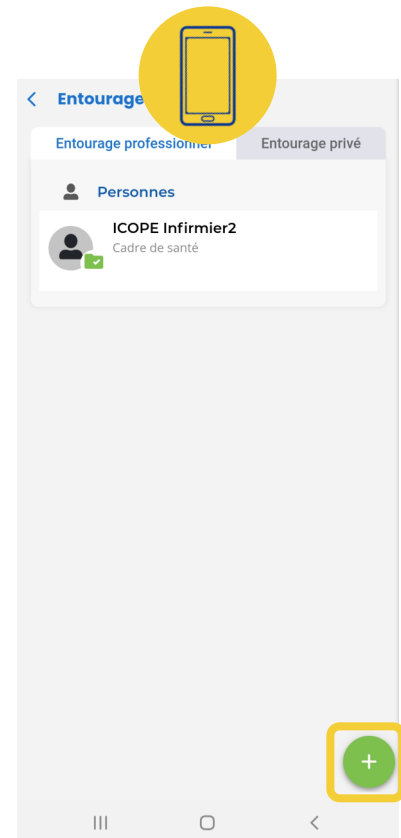 Entourage
Entourage professionnel
Entourage privé
Personnes
ICOPE Infirmier2
Cadre de santé
+